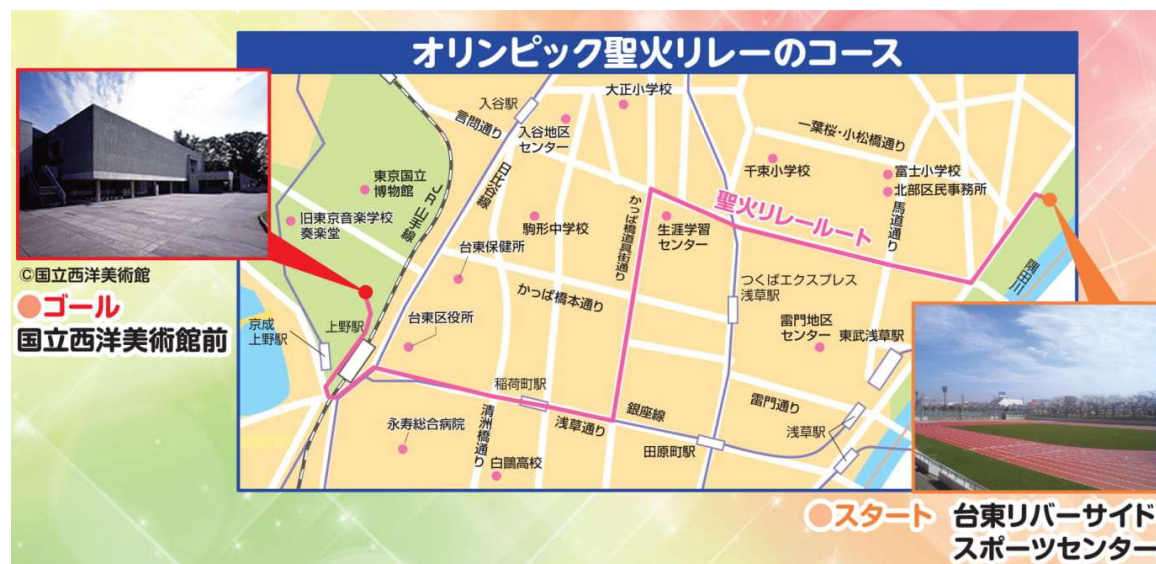 オリンピック聖火リレーのコース
大正小学校
入谷駅
言問通り
入谷地区
センター
一葉桜・小松橋通り
千束小学校
富士小学校
北部区民事務所
東京国立
博物館
JR山手線
日比谷線
旧東京音楽学校
奏楽堂
駒形中学校
かっぱ橋道具街通り
生涯学習
センター
聖火リレールート
馬道通り
隅田川
台東保健所
かっぱ橋本通り
つくばエクスプレス
浅草駅
©国立西洋美術館
ゴール
国立西洋美術館前
京成
上野駅
上野駅
台東区役所
雷門地区
センター
東武浅草駅
稲荷町駅
銀座線
雷門通り
浅草通り
浅草駅
永寿総合病院
清洲橋通り
田原町駅
白鷗高校
スタート 台東リバーサイド
スポーツセンター